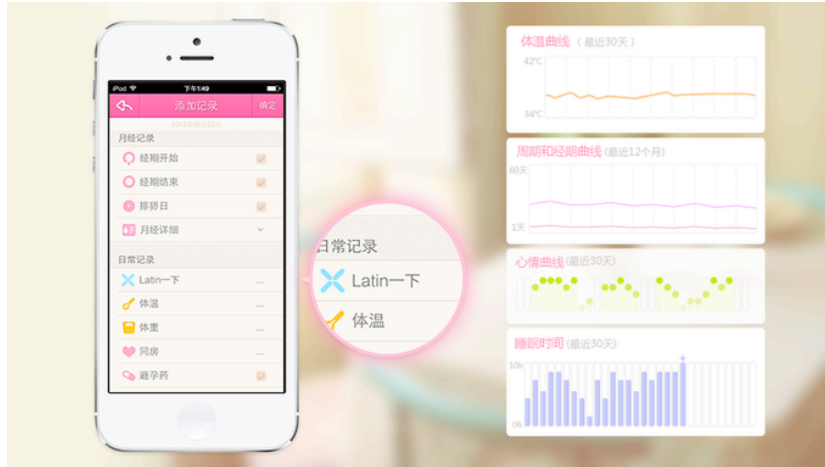 iPod
下午1:49
添加记录
确定
月经记录
经期开始
经期结束
排卵日
月经详细
日常记录
Latin一下
体温
体重
同房
避孕药
日常记录
Latin一下
体温
体温曲线（最近30天）
42℃
34℃
周期和经期曲线(最近12个月)
60天
1天
心情曲线(最近30天)
睡眠时间(最近30天)
10h
0h